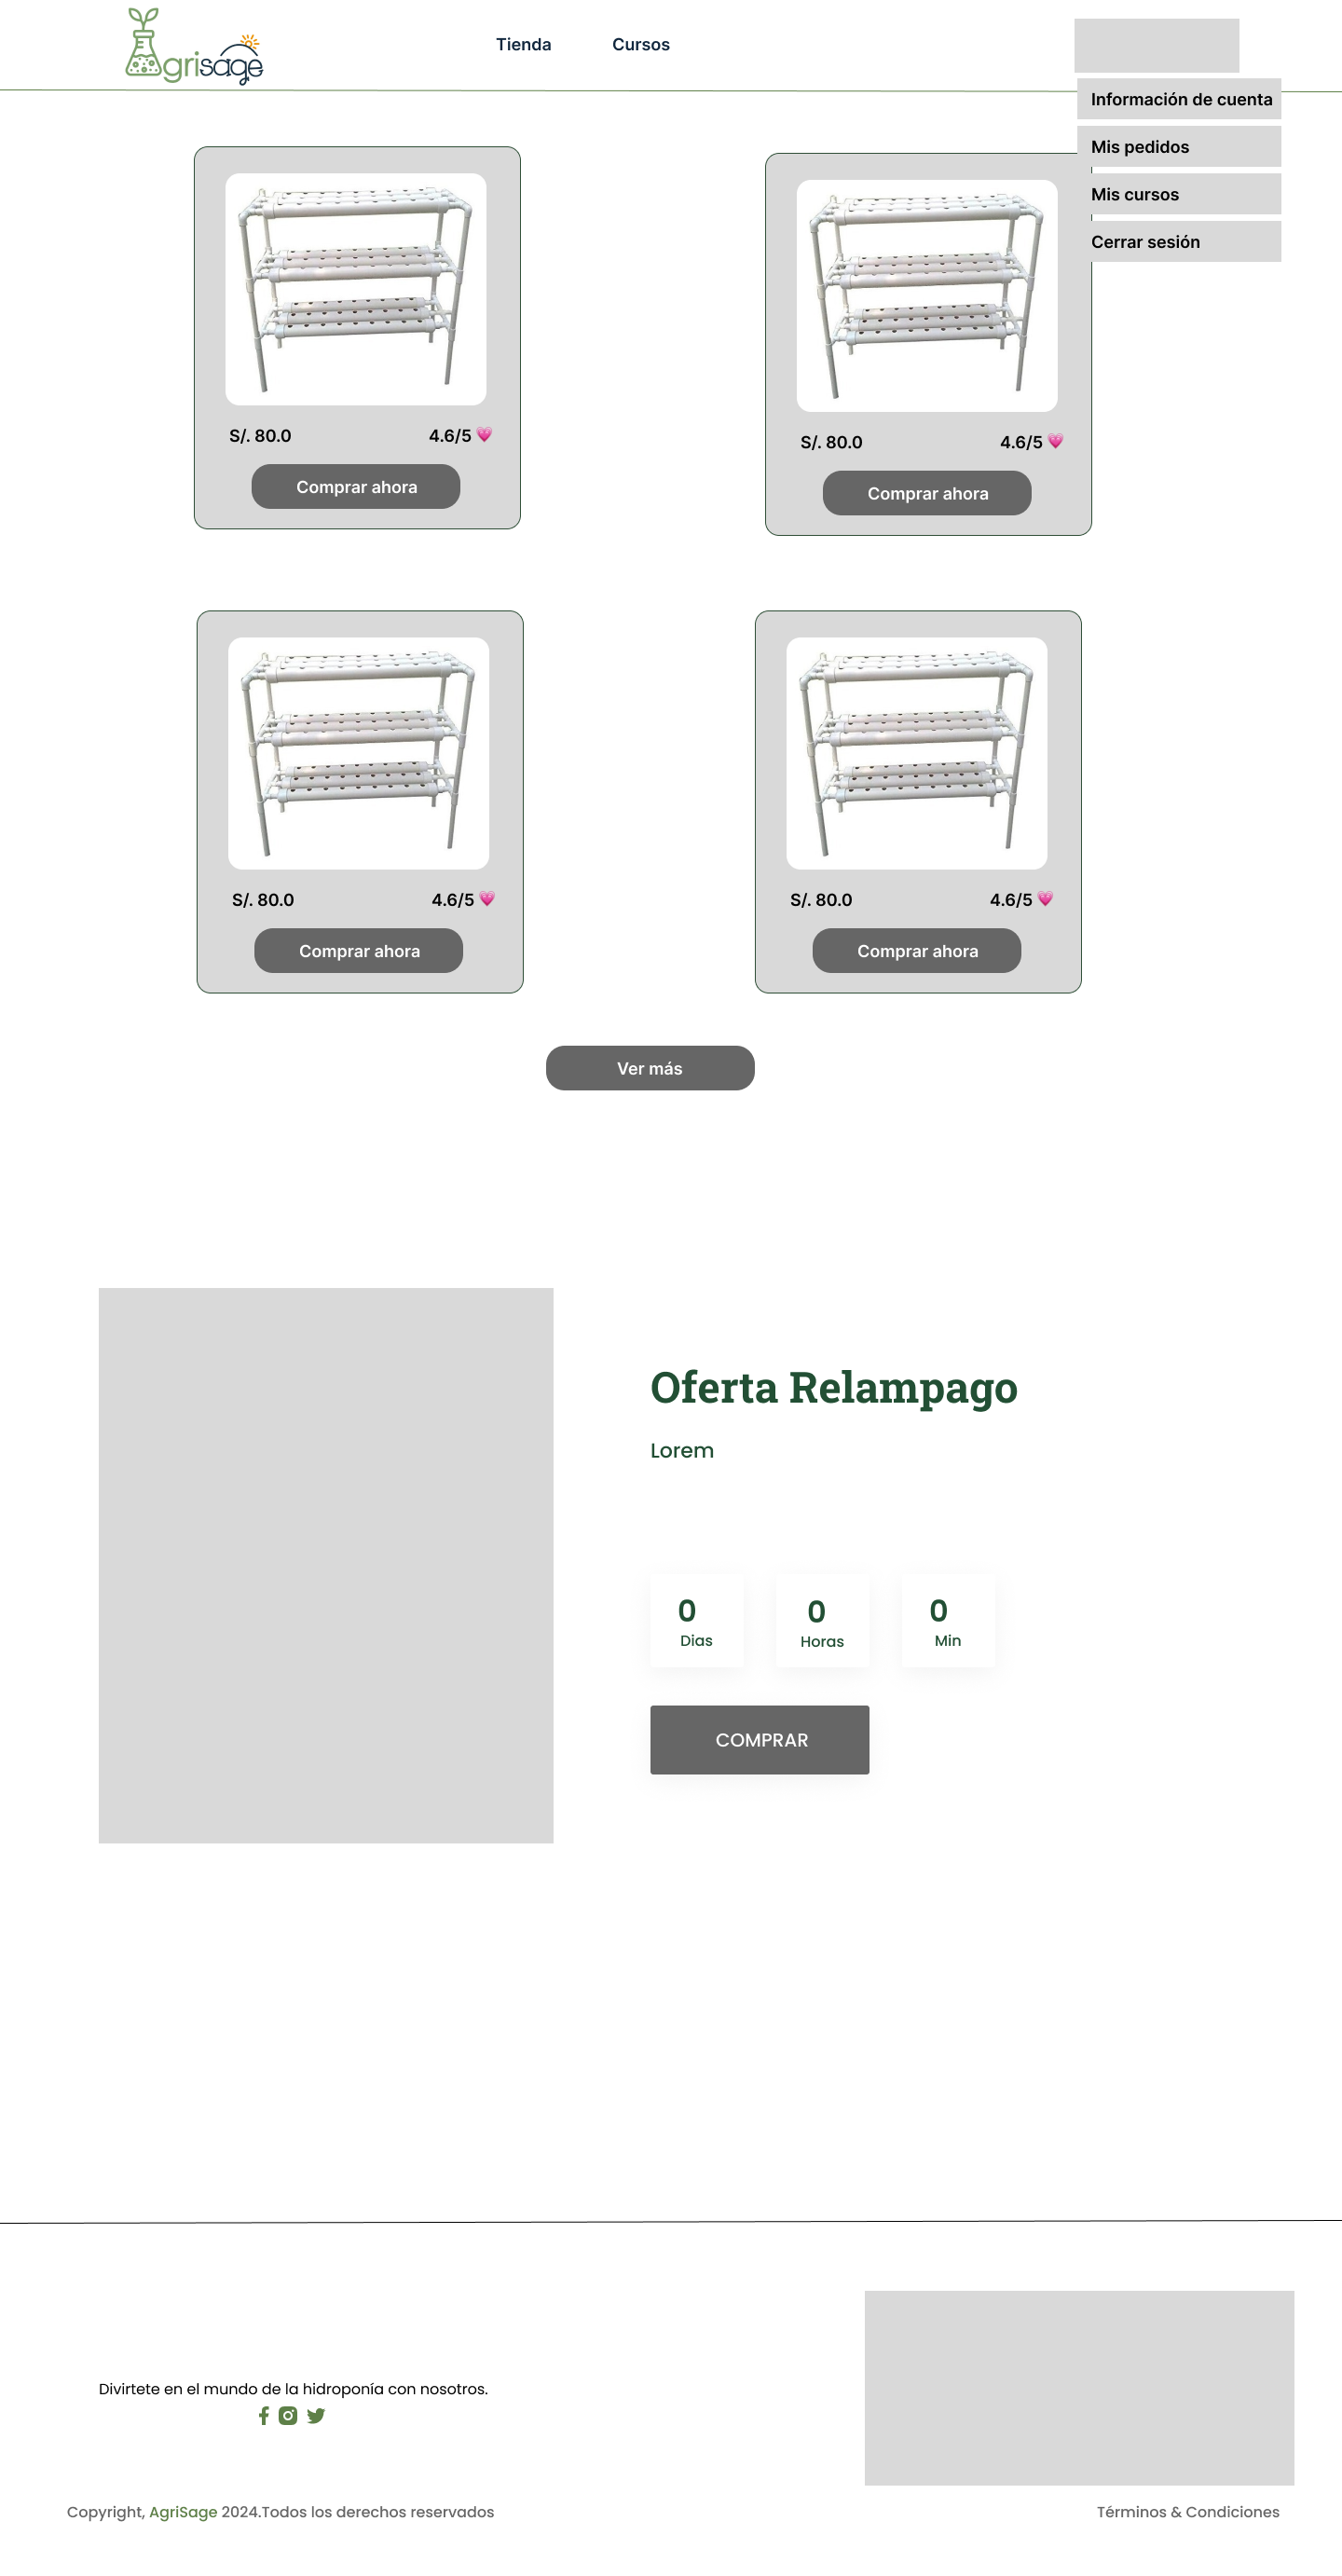 Agrisage
Tienda
Cursos
Información de cuenta
Mis pedidos
Mis cursos
Cerrar sesión
S/. 80.0
4.6/5 💗
Comprar ahora
S/. 80.0
4.6/5 💗
Comprar ahora
S/. 80.0
4.6/5 💗
Comprar ahora
S/. 80.0
4.6/5 💗
Comprar ahora
Ver más
Oferta Relampago
Lorem
0
Dias
0
Horas
0
Min
COMPRAR
Divirtete en el mundo de la hidroponía con nosotros.
Copyright, AgriSage 2024.Todos los derechos reservados
Términos & Condiciones